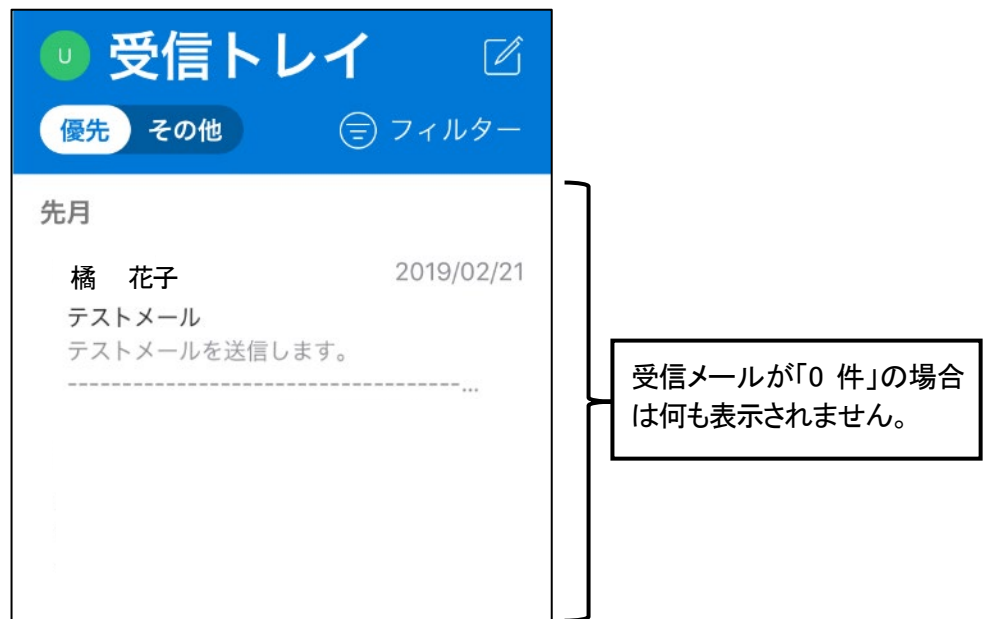 U 受信トレイ
優先 その他 フィルター
先月
橘　花子 2019/02/21
テストメール
テストメールを送信します。
------------------------------------...
受信メールが「0 件」の場合
は何も表示されません。